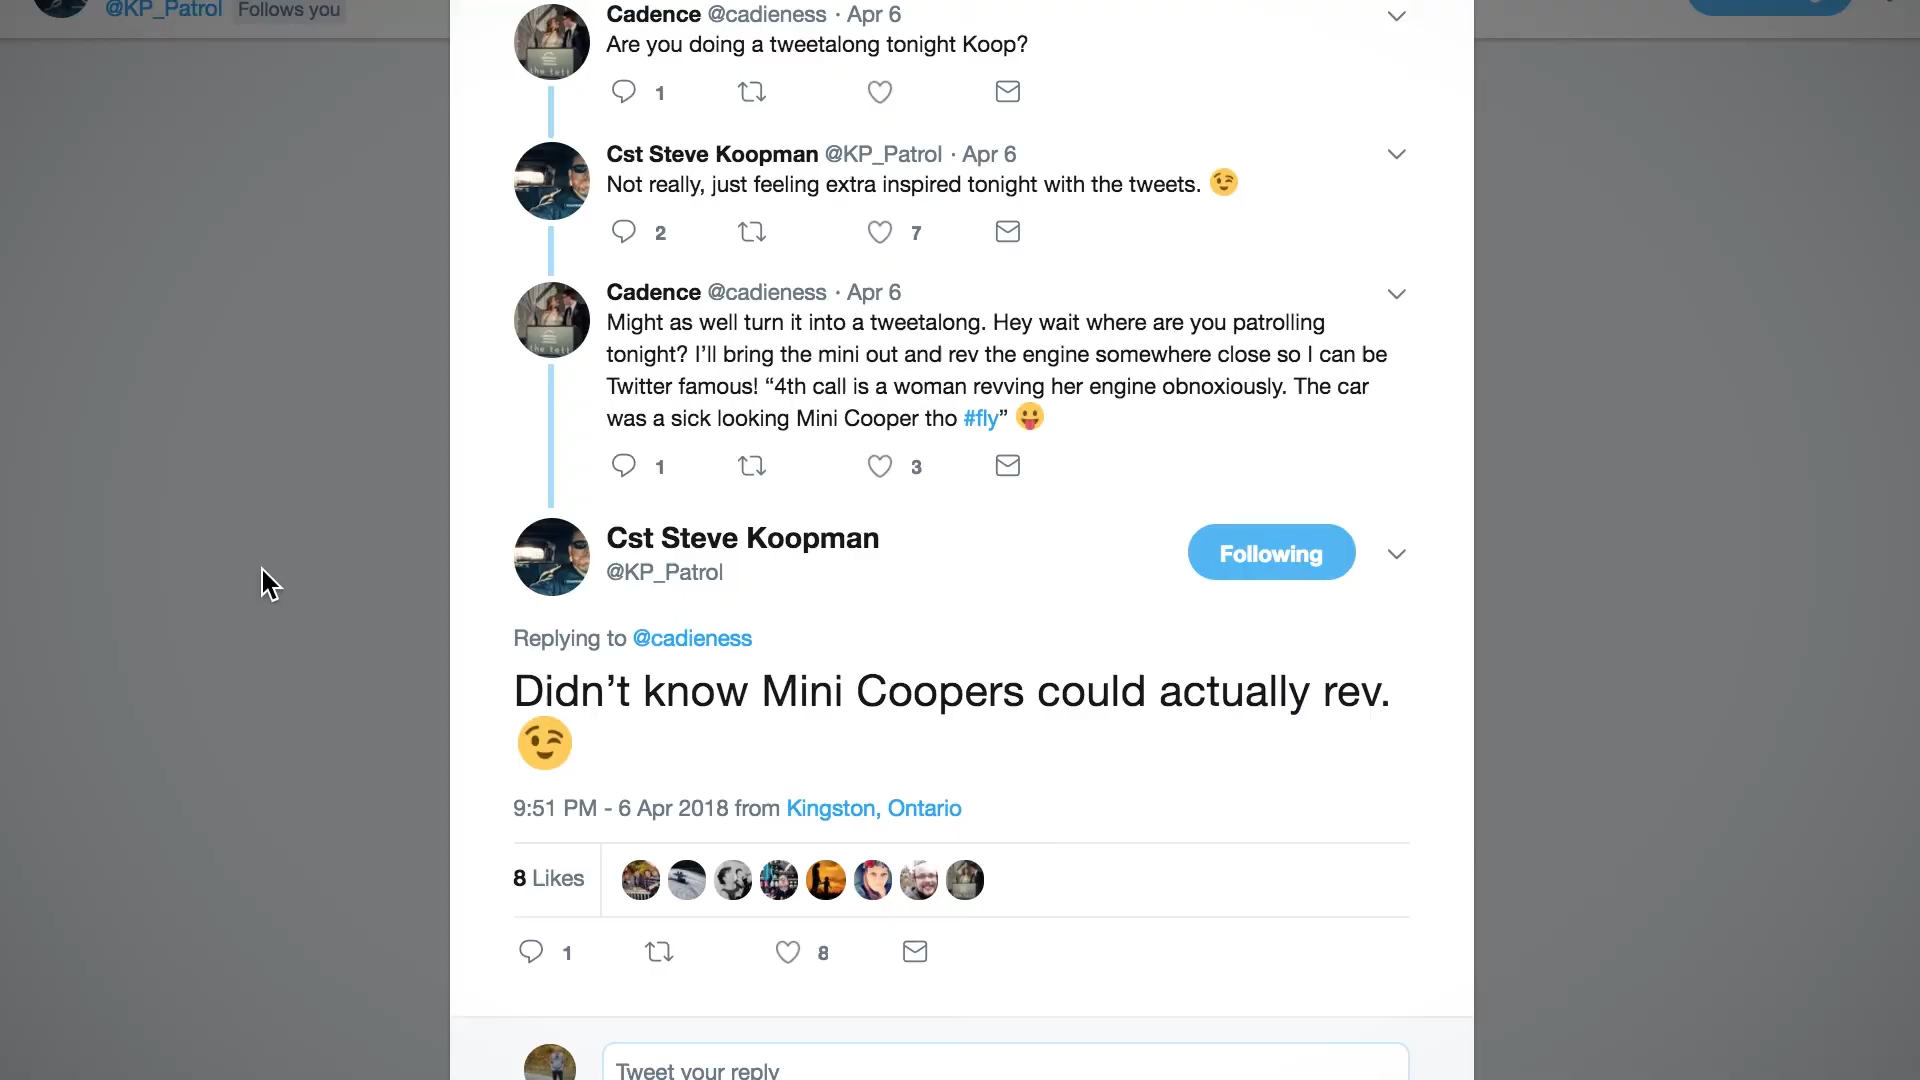 @KP_Patrol Follows you
Cadence @cadieness · Apr 6
Are you doing a tweetalong tonight Koop?
1
Cst Steve Koopman @KP_Patrol · Apr 6
Not really, just feeling extra inspired tonight with the tweets. 😉
2 7
Cadence @cadieness · Apr 6
Might as well turn it into a tweetalong. Hey wait where are you patrolling
tonight? I’ll bring the mini out and rev the engine somewhere close so I can be
Twitter famous! “4th call is a woman revving her engine obnoxiously. The car
was a sick looking Mini Cooper tho #fly” 😛
1 3
Cst Steve Koopman
Following
@KP_Patrol
Replying to @cadieness
Didn’t know Mini Coopers could actually rev.
😉
9:51 PM - 6 Apr 2018 from Kingston, Ontario
8 Likes
1 8
Tweet your reply